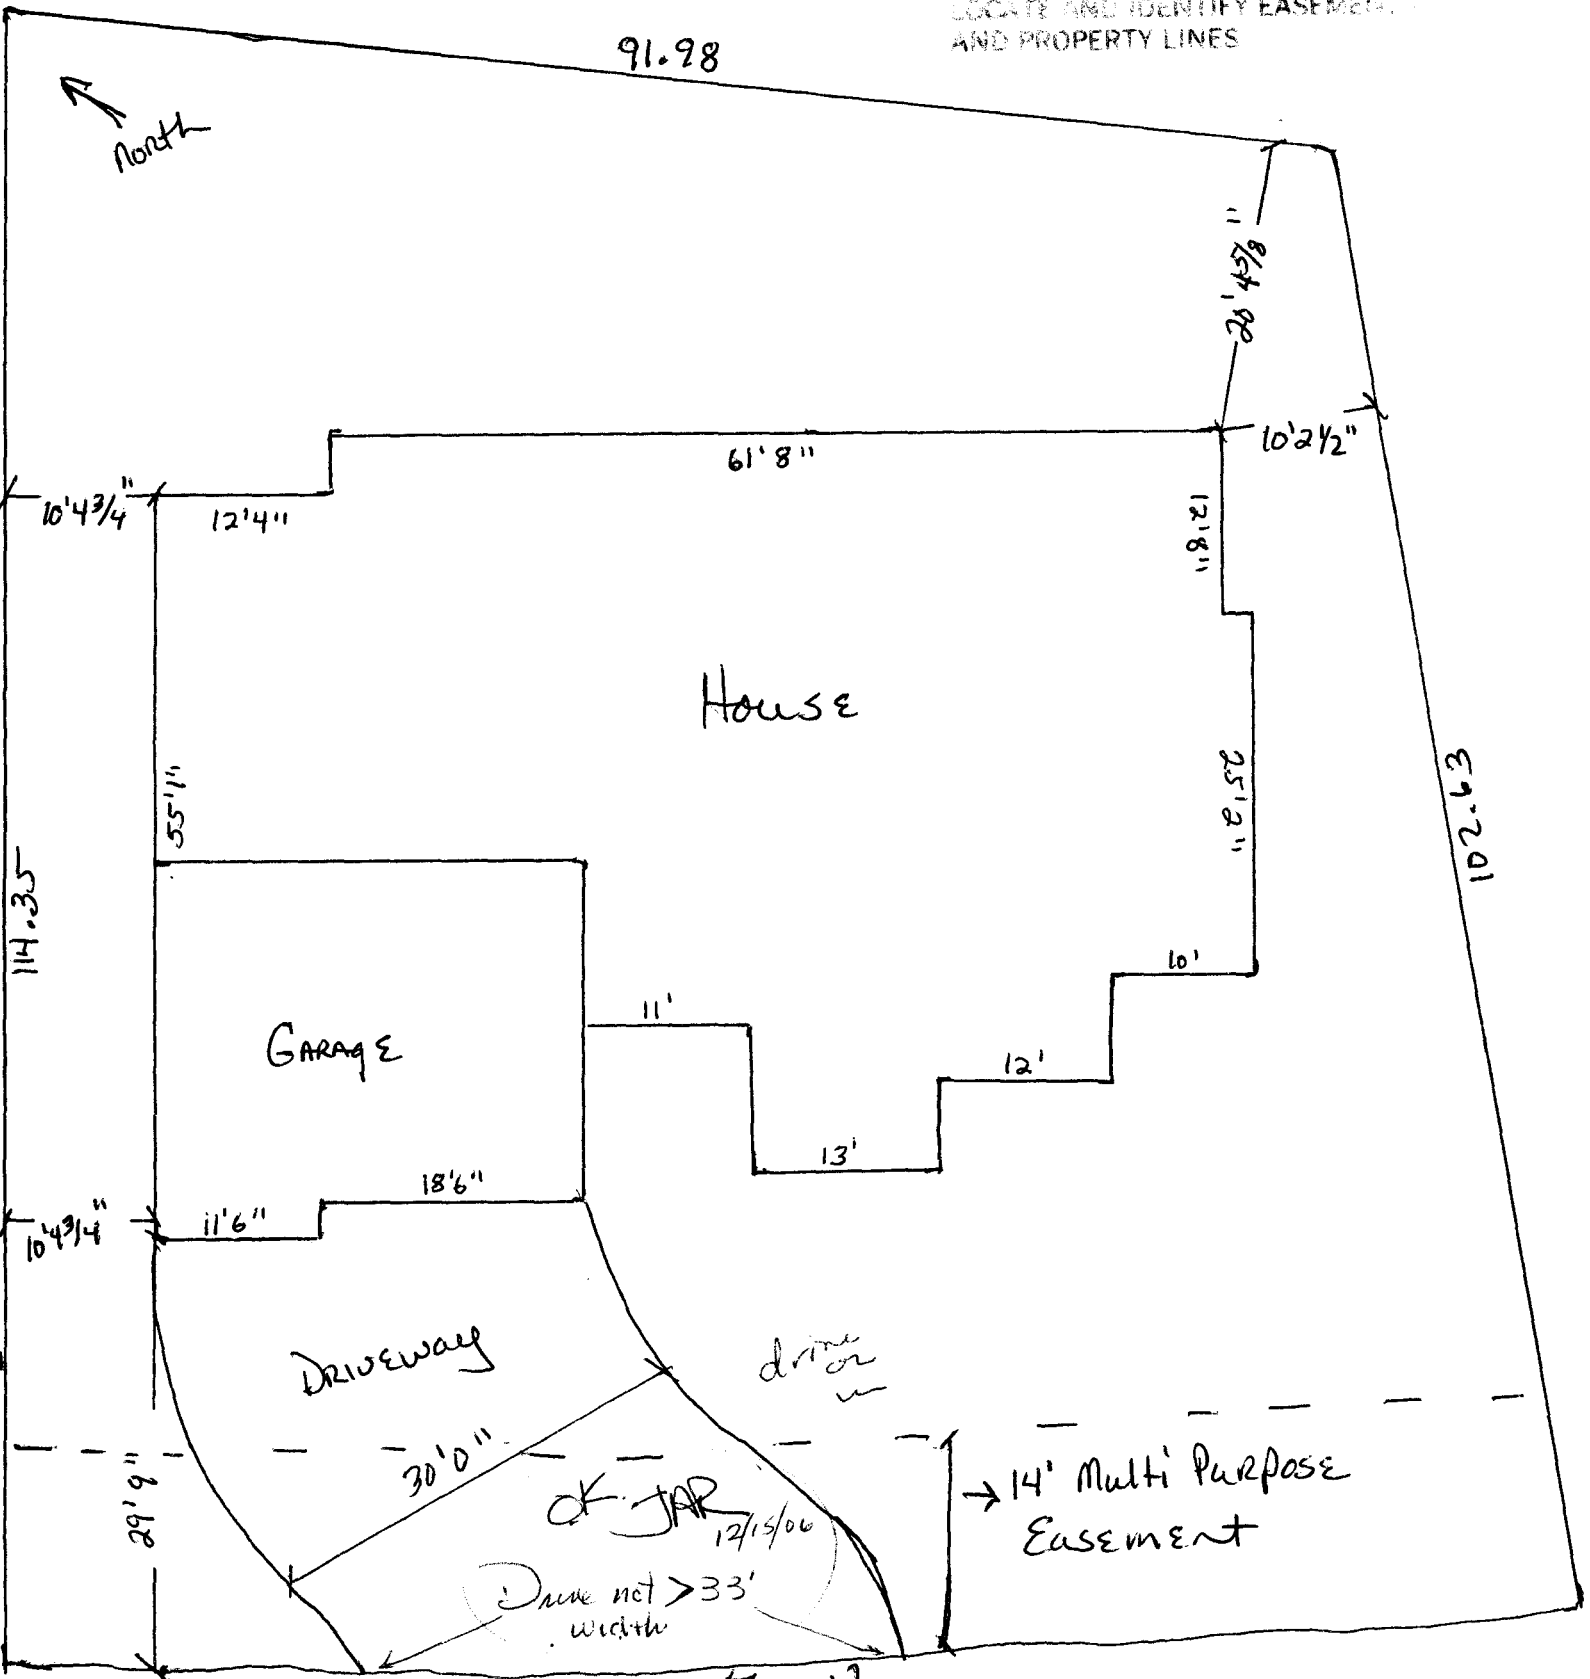 LOCATE AND IDENTIFY EASEMENT
AND PROPERTY LINES
91.98
North
20' 4 5/8"
61'8"
10'2 1/2"
10'4 3/4"
12'4"
12'8"
House
55'1"
25'2"
102.63
114.35
10'
11'
Garage
12'
13'
18'6"
11'6"
10'4 3/4"
Driveway
drive
on
30'0"
29'9"
14' Multi Purpose
Easement
OK JAR
12/15/06
Drive not > 33'
width